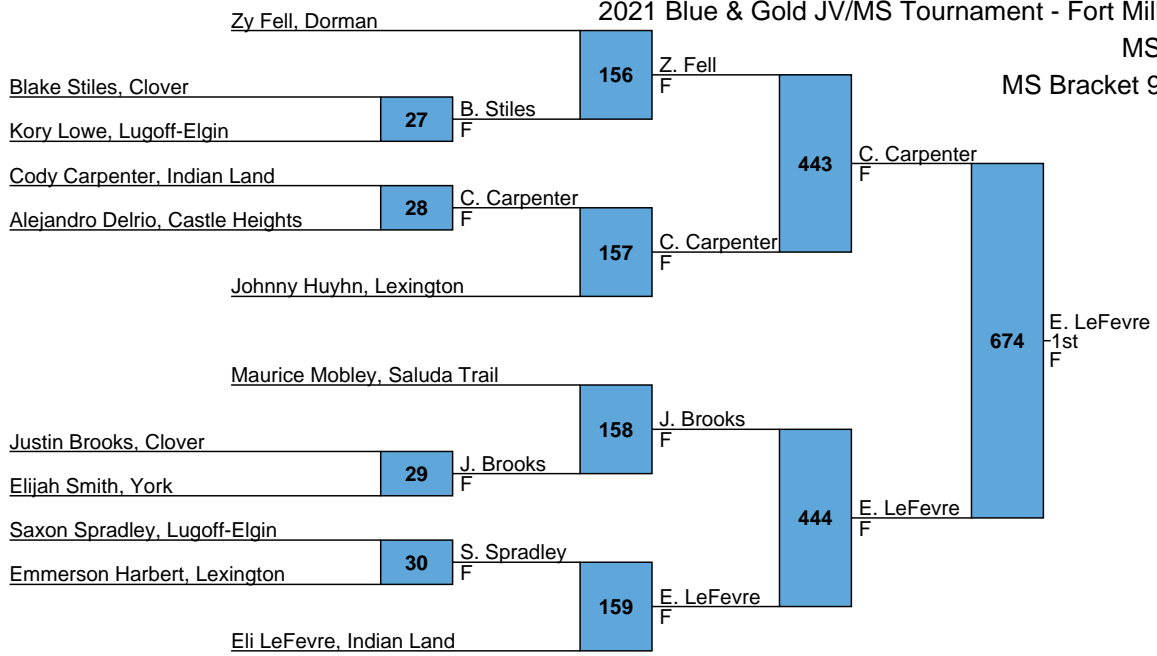 2021 Blue & Gold JV/MS Tournament - Fort Mill
MS
MS Bracket 9
Zy Fell, Dorman
156
Z. Fell
F
Blake Stiles, Clover
27
B. Stiles
F
Kory Lowe, Lugoff-Elgin
443
C. Carpenter
F
Cody Carpenter, Indian Land
28
C. Carpenter
F
Alejandro Delrio, Castle Heights
157
C. Carpenter
F
Johnny Huyhn, Lexington
674
E. LeFevre
1st
F
Maurice Mobley, Saluda Trail
158
J. Brooks
F
Justin Brooks, Clover
29
J. Brooks
F
Elijah Smith, York
444
E. LeFevre
F
Saxon Spradley, Lugoff-Elgin
30
S. Spradley
F
Emmerson Harbert, Lexington
159
E. LeFevre
F
Eli LeFevre, Indian Land